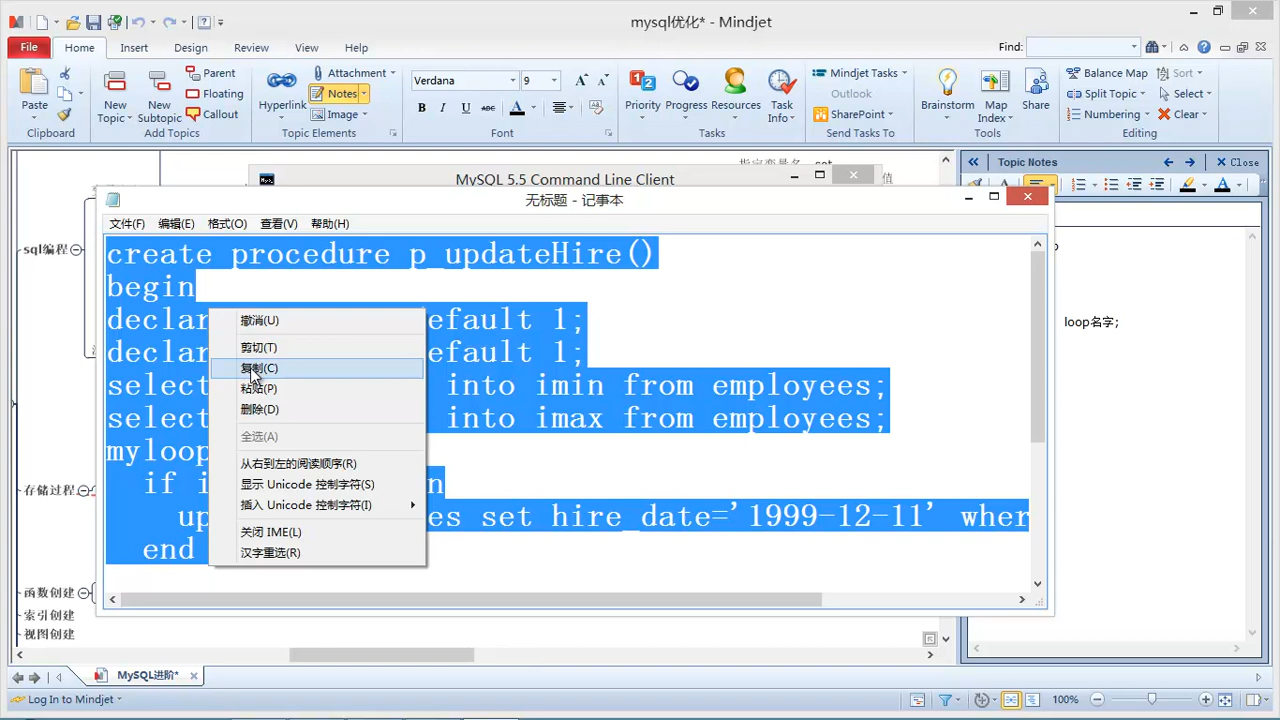 mysql优化* - Mindjet
File Home Insert Design Review View Help Find:
Paste
Clipboard
New Topic
New Subtopic
Parent
Floating
Callout
Add Topics
Hyperlink
Attachment
Notes
Image
Topic Elements
Verdana 9
B I U abc A
Font
Priority
Progress
Resources
Task Info
Tasks
Mindjet Tasks
Outlook
SharePoint
Send To
Brainstorm
Map Index
Share
Tools
Balance Map
Split Topic
Numbering
Sort
Select
Clear
Editing
指定变量名 set
值
Topic Notes
Close
MySQL 5.5 Command Line Client
无标题 - 记事本
文件(F) 编辑(E) 格式(O) 查看(V) 帮助(H)
create procedure p_updateHire()
begin
declar efault 1;
declar efault 1;
select into imin from employees;
select into imax from employees;
myloop
if i n
up es set hire_date='1999-12-11' wher
end
撤消(U)
剪切(T)
复制(C)
粘贴(P)
删除(D)
全选(A)
从右到左的阅读顺序(R)
显示 Unicode 控制字符(S)
插入 Unicode 控制字符(I)
关闭 IME(L)
汉字重选(R)
loop名字;
sql编程
存储过程
函数创建
索引创建
视图创建
MySQL进阶*
Log In to Mindjet
100%